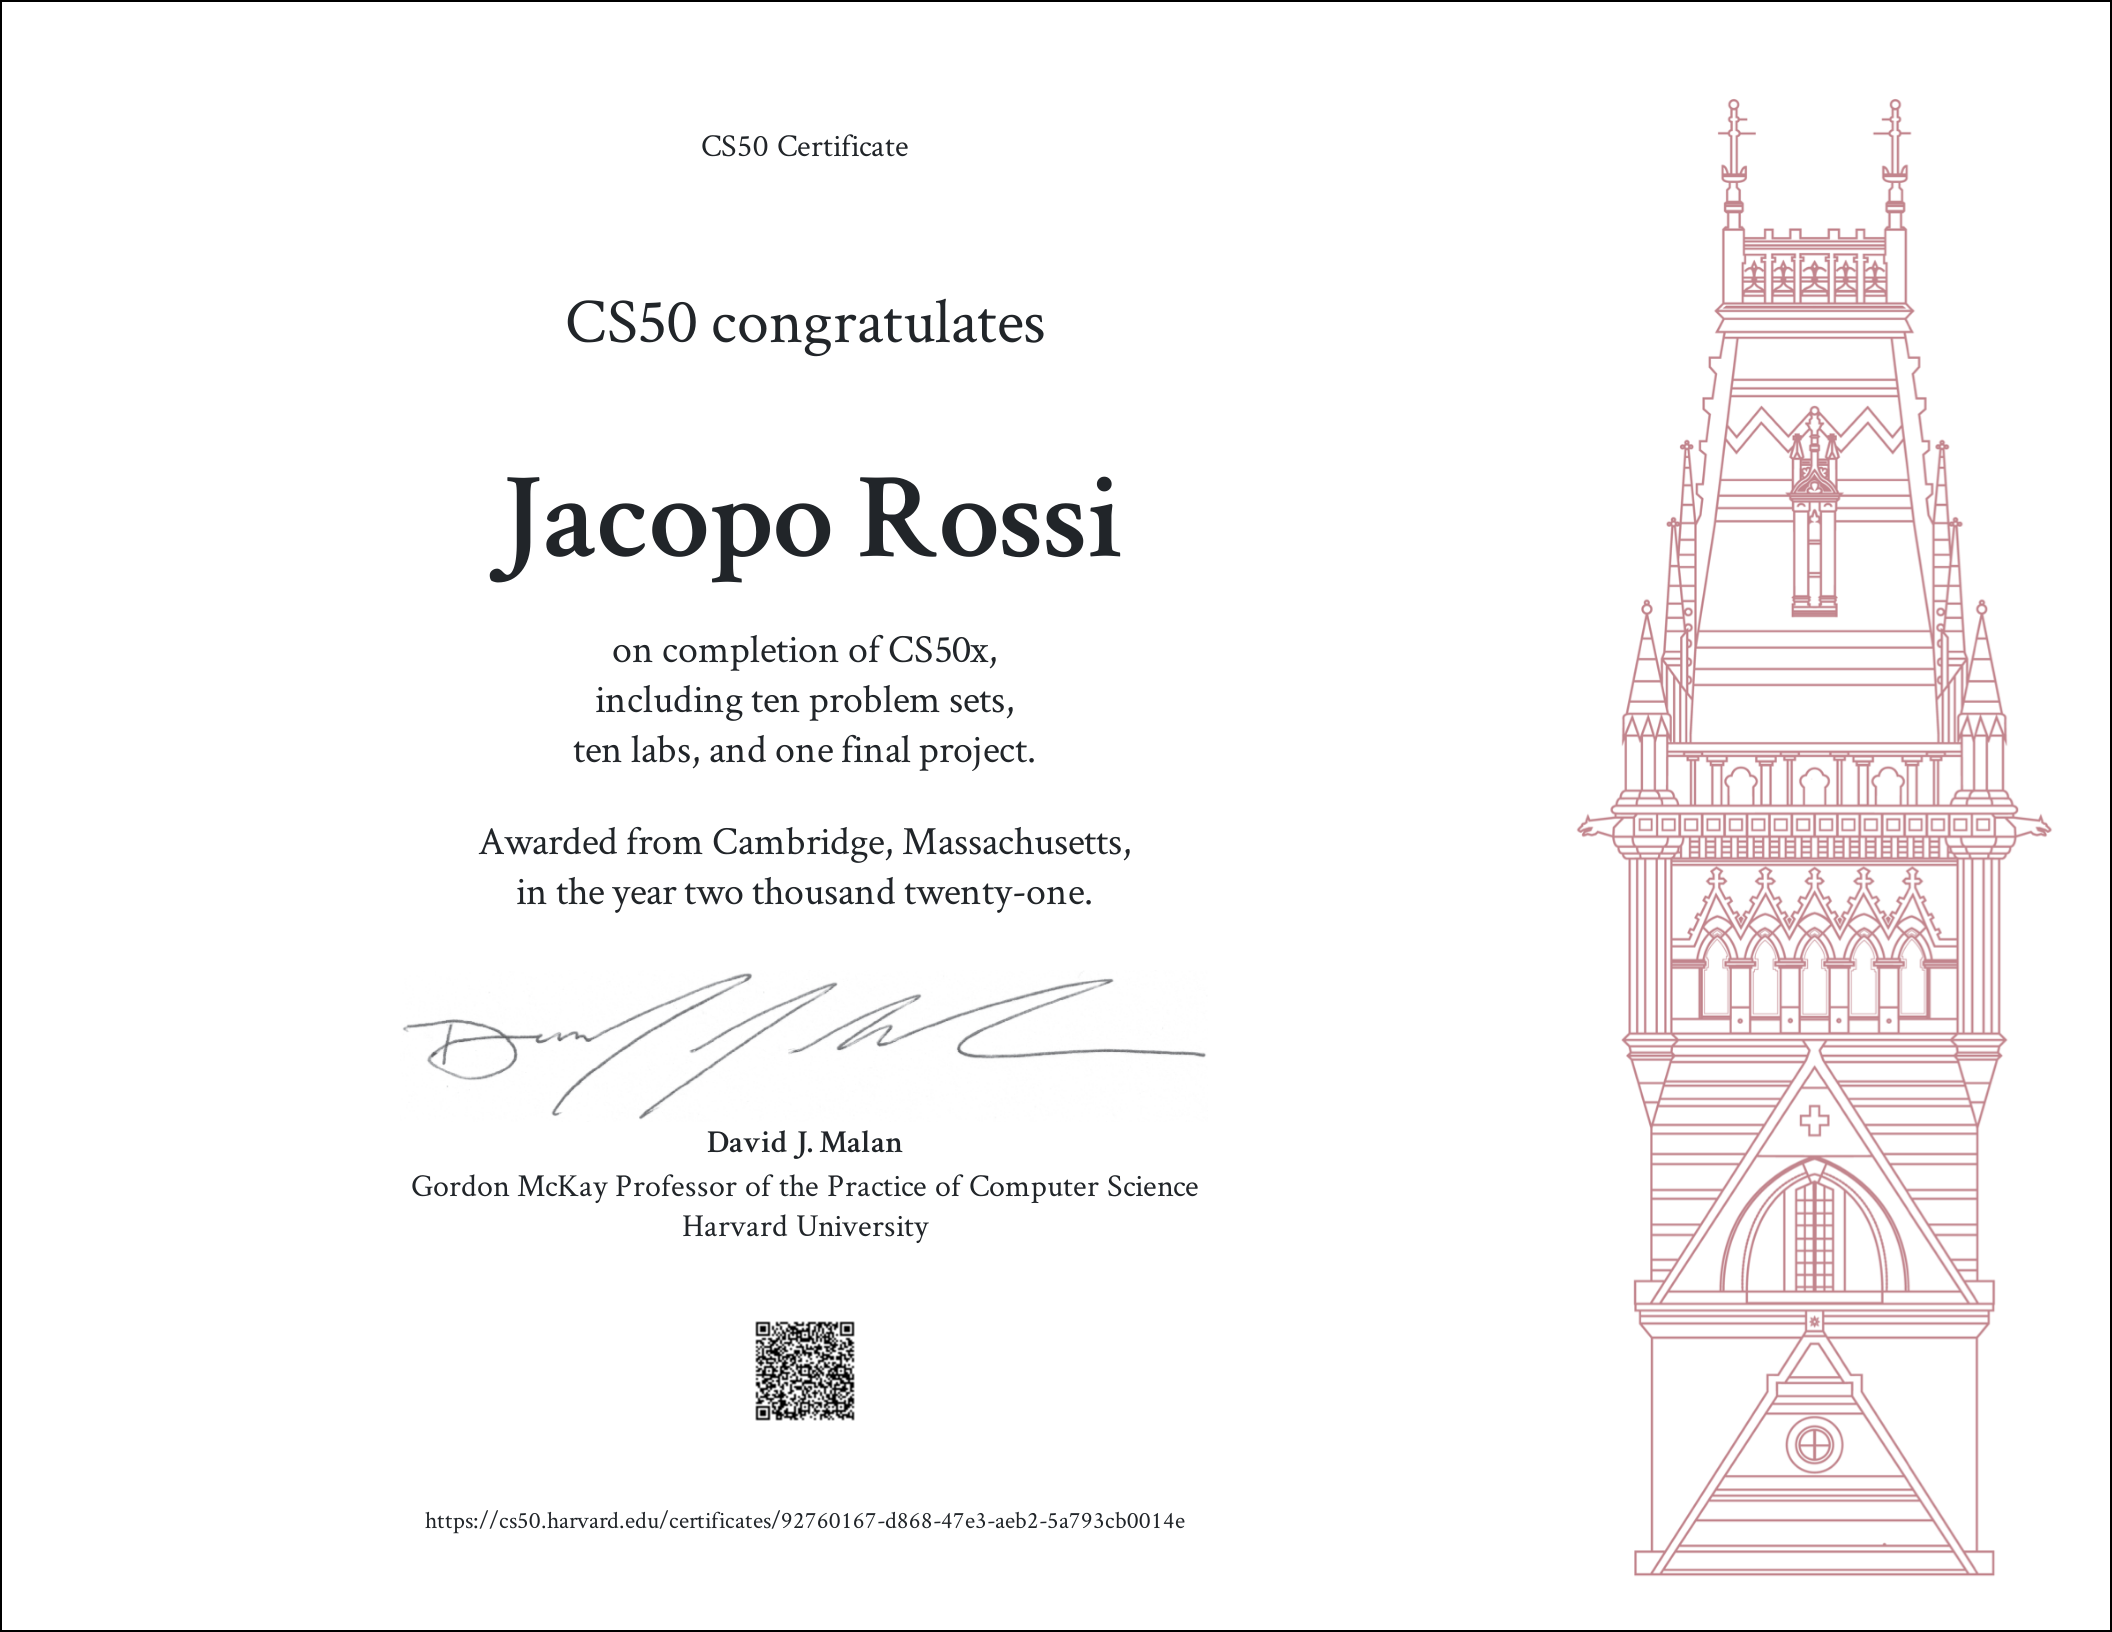 CS50 Certificate
CS50 congratulates
Jacopo Rossi
on completion of CS50x,
including ten problem sets,
ten labs, and one final project.
Awarded from Cambridge, Massachusetts,
in the year two thousand twenty-one.
David J. Malan
Gordon McKay Professor of the Practice of Computer Science
Harvard University
https://cs50.harvard.edu/certificates/92760167-d868-47e3-aeb2-5a793cb0014e